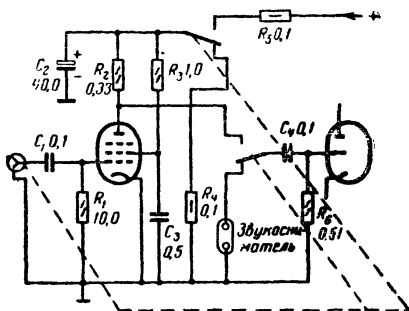 R5 0,1
+
C2
40,0
+
-
R2
0,33
R3 1,0
C1 0,1
R1
10,0
C3
0,5
R4
0,1
C4 0,1
Звукосни-
матель
R6
0,51